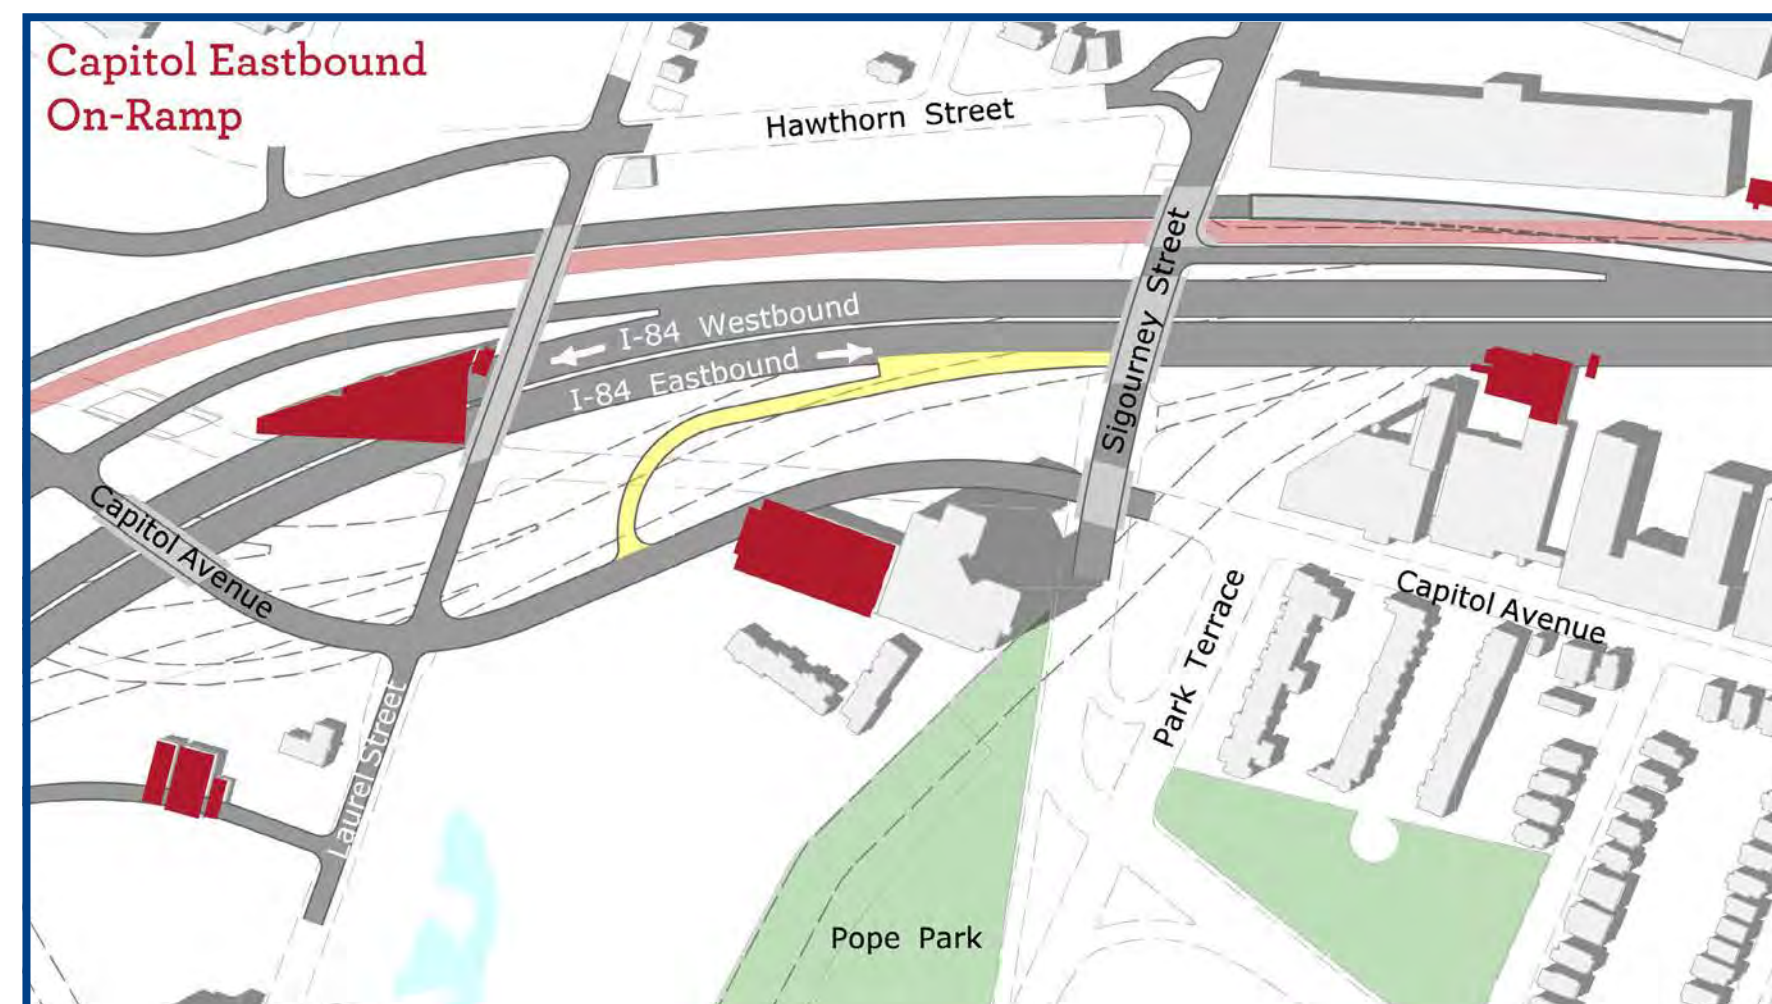 Capitol Eastbound
On-Ramp
Hawthorn Street
Sigourney Street
I-84 Westbound
I-84 Eastbound
Capitol Avenue
Capitol Avenue
Park Terrace
Laurel Street
Pope Park